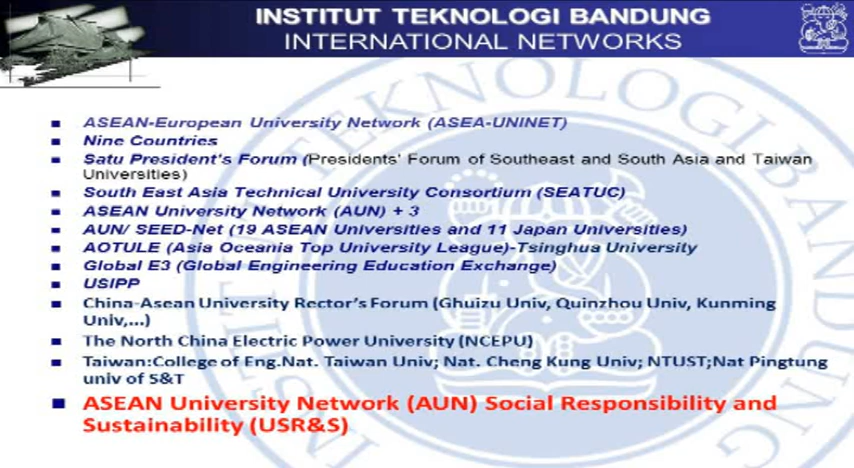 INSTITUT TEKNOLOGI BANDUNG
INTERNATIONAL NETWORKS
ASEAN-European University Network (ASEA-UNINET)
Nine Countries
Satu President's Forum (Presidents' Forum of Southeast and South Asia and Taiwan
Universities)
South East Asia Technical University Consortium (SEATUC)
ASEAN University Network (AUN) + 3
AUN/ SEED-Net (19 ASEAN Universities and 11 Japan Universities)
AOTULE (Asia Oceania Top University League)-Tsinghua University
Global E3 (Global Engineering Education Exchange)
USIPP
China-Asean University Rector's Forum (Ghuizu Univ, Quinzhou Univ, Kunming
Univ,...)
The North China Electric Power University (NCEPU)
Taiwan:College of Eng.Nat. Taiwan Univ; Nat. Cheng Kung Univ; NTUST;Nat Pingtung
univ of S&T
ASEAN University Network (AUN) Social Responsibility and
Sustainability (USR&S)
INSTITUT TEKNOLOGI BANDUNG